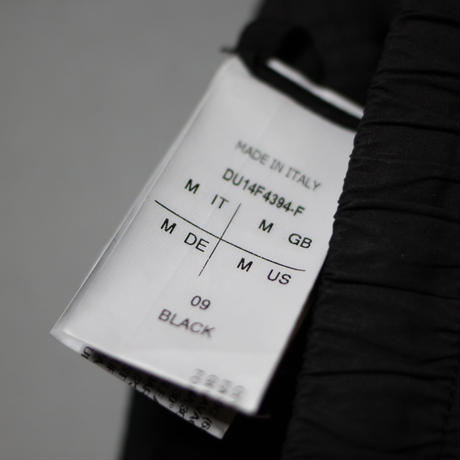 MADE IN ITALY
DU14F4394-F
M IT M GB
M DE M US
09
BLACK